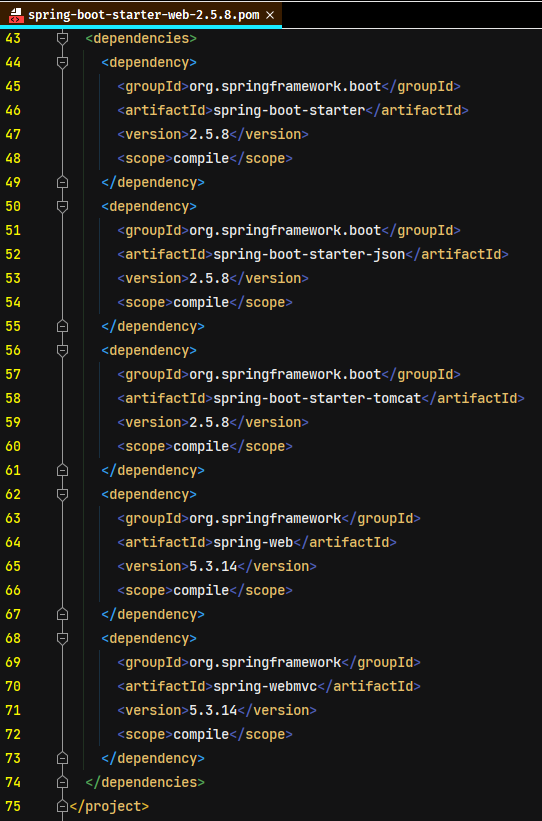 spring-boot-starter-web-2.5.8.pom ×
43 <dependencies>
44 <dependency>
45 <groupId>org.springframework.boot</groupId>
46 <artifactId>spring-boot-starter</artifactId>
47 <version>2.5.8</version>
48 <scope>compile</scope>
49 </dependency>
50 <dependency>
51 <groupId>org.springframework.boot</groupId>
52 <artifactId>spring-boot-starter-json</artifactId>
53 <version>2.5.8</version>
54 <scope>compile</scope>
55 </dependency>
56 <dependency>
57 <groupId>org.springframework.boot</groupId>
58 <artifactId>spring-boot-starter-tomcat</artifactId>
59 <version>2.5.8</version>
60 <scope>compile</scope>
61 </dependency>
62 <dependency>
63 <groupId>org.springframework</groupId>
64 <artifactId>spring-web</artifactId>
65 <version>5.3.14</version>
66 <scope>compile</scope>
67 </dependency>
68 <dependency>
69 <groupId>org.springframework</groupId>
70 <artifactId>spring-webmvc</artifactId>
71 <version>5.3.14</version>
72 <scope>compile</scope>
73 </dependency>
74 </dependencies>
75 </project>